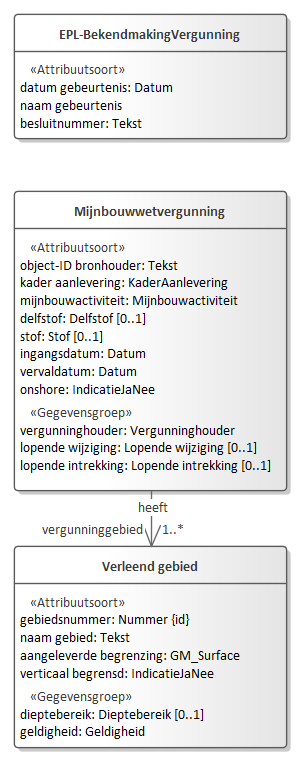 EPL-BekendmakingVergunning
«Attribuutsoort»
datum gebeurtenis: Datum
naam gebeurtenis
besluitnummer: Tekst
Mijnbouwwetvergunning
«Attribuutsoort»
object-ID bronhouder: Tekst
kader aanlevering: KaderAanlevering
mijnbouwactiviteit: Mijnbouwactiviteit
delfstof: Delfstof [0..1]
stof: Stof [0..1]
ingangsdatum: Datum
vervaldatum: Datum
onshore: IndicatieJaNee
«Gegevensgroep»
vergunninghouder: Vergunninghouder
lopende wijziging: Lopende wijziging [0..1]
lopende intrekking: Lopende intrekking [0..1]
heeft
vergunninggebied 1..*
Verleend gebied
«Attribuutsoort»
gebiedsnummer: Nummer {id}
naam gebied: Tekst
aangeleverde begrenzing: GM_Surface
verticaal begrensd: IndicatieJaNee
«Gegevensgroep»
dieptebereik: Dieptebereik [0..1]
geldigheid: Geldigheid